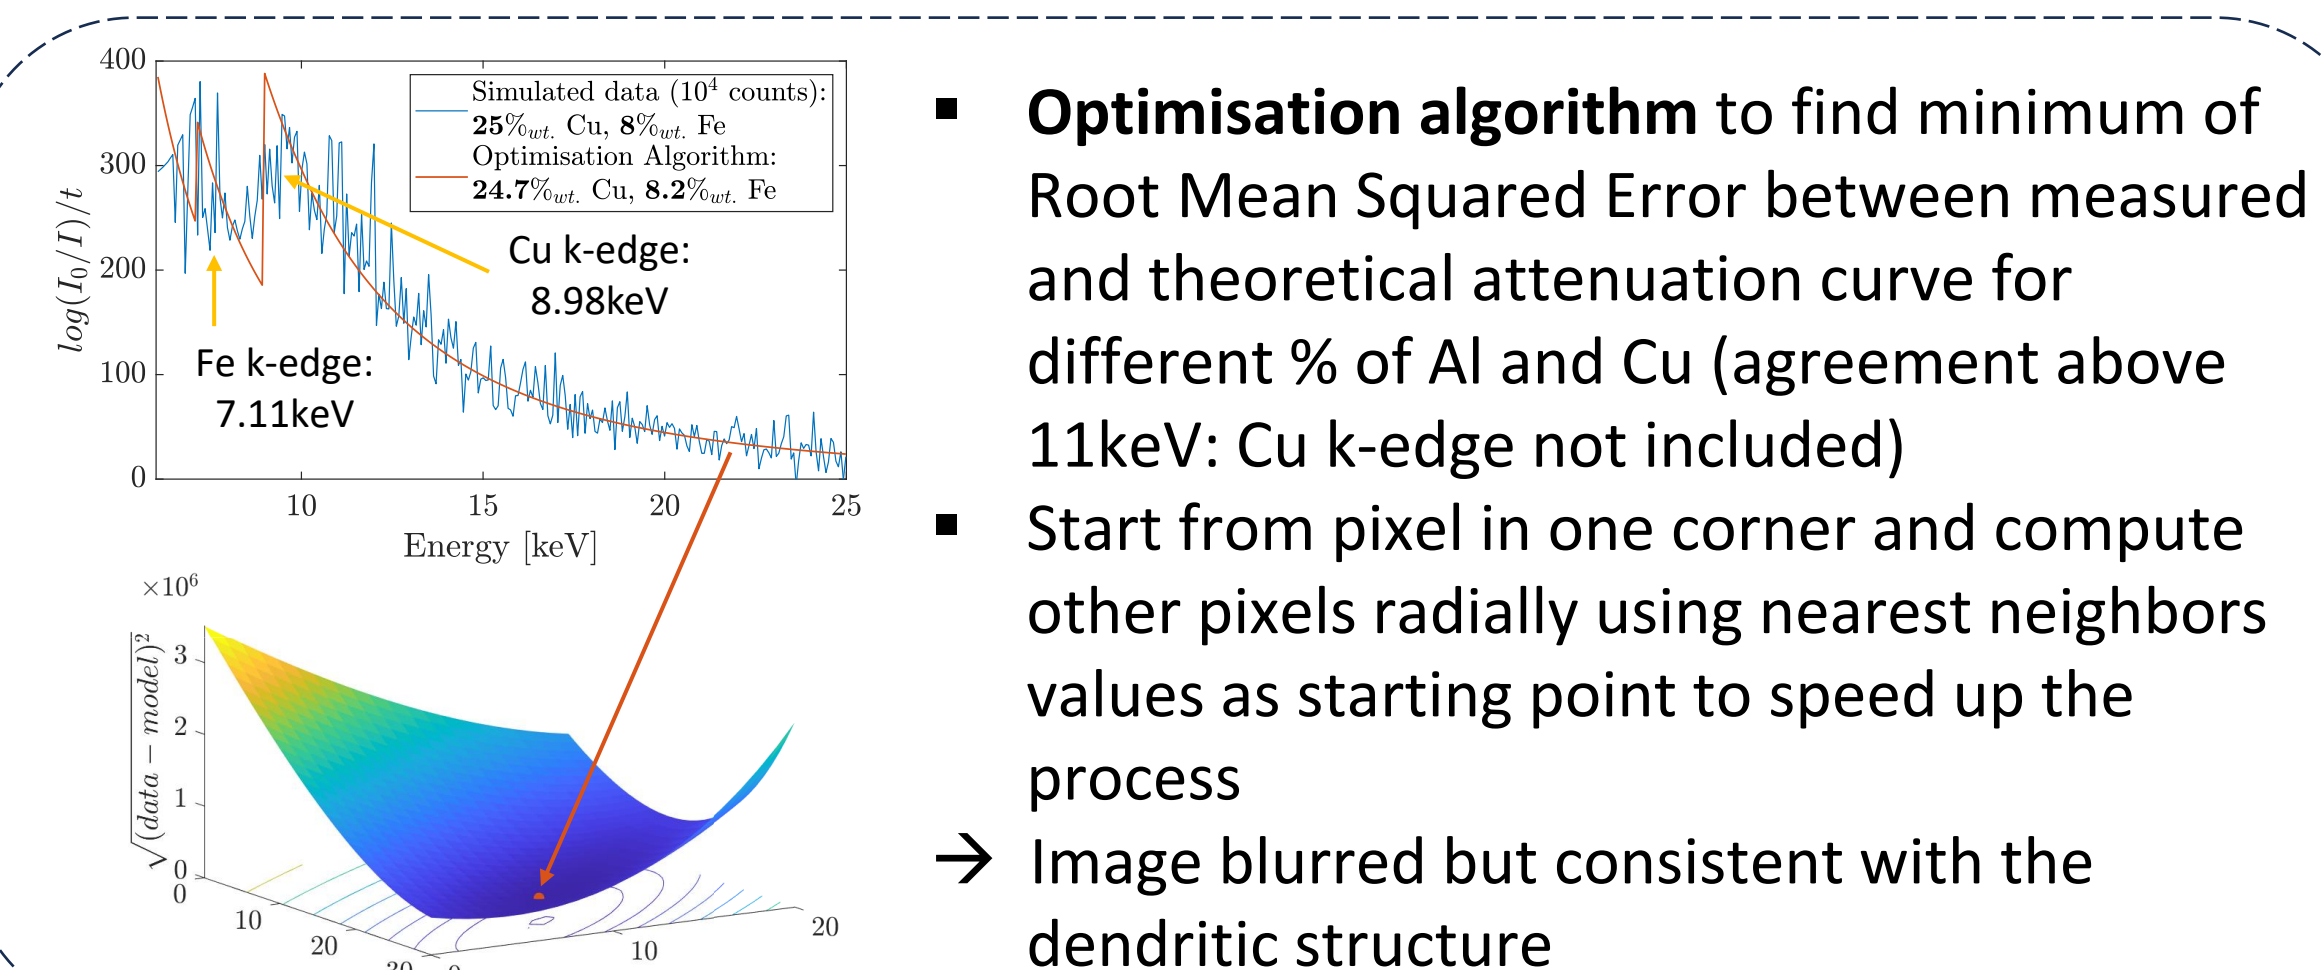 400
300
200
100
0
log(I₀/I)/t
Simulated data (10⁴ counts):
25%wt. Cu, 8%wt. Fe
Optimisation Algorithm:
24.7%wt. Cu, 8.2%wt. Fe
Cu k-edge:
8.98keV
Fe k-edge:
7.11keV
10 15 20 25
Energy [keV]
×10⁶
√(data − model)²
3
2
1
0
0
10
20
30
0
10
20
▪ Optimisation algorithm to find minimum of
Root Mean Squared Error between measured
and theoretical attenuation curve for
different % of Al and Cu (agreement above
11keV: Cu k-edge not included)
▪ Start from pixel in one corner and compute
other pixels radially using nearest neighbors
values as starting point to speed up the
process
→ Image blurred but consistent with the
dendritic structure